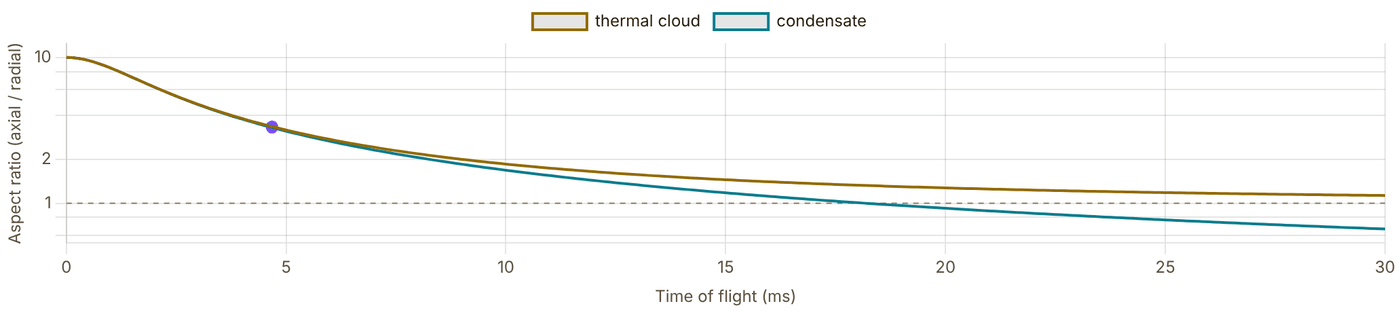 thermal cloud condensate
Aspect ratio (axial / radial)
10
2
1
0 5 10 15 20 25 30
Time of flight (ms)